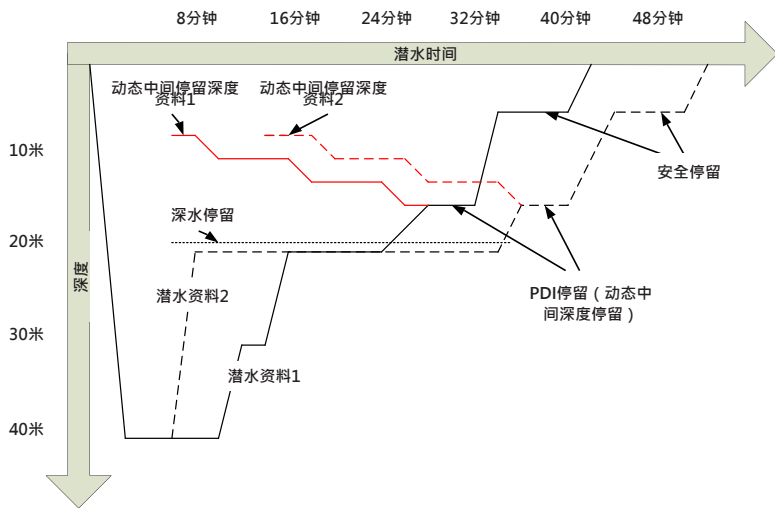 8分钟 16分钟 24分钟 32分钟 40分钟 48分钟
潜水时间
动态中间停留深度 动态中间停留深度
资料1 资料2
10米
安全停留
深水停留
20米
深度
潜水资料2
PDI停留（动态中
间深度停留）
30米
潜水资料1
40米